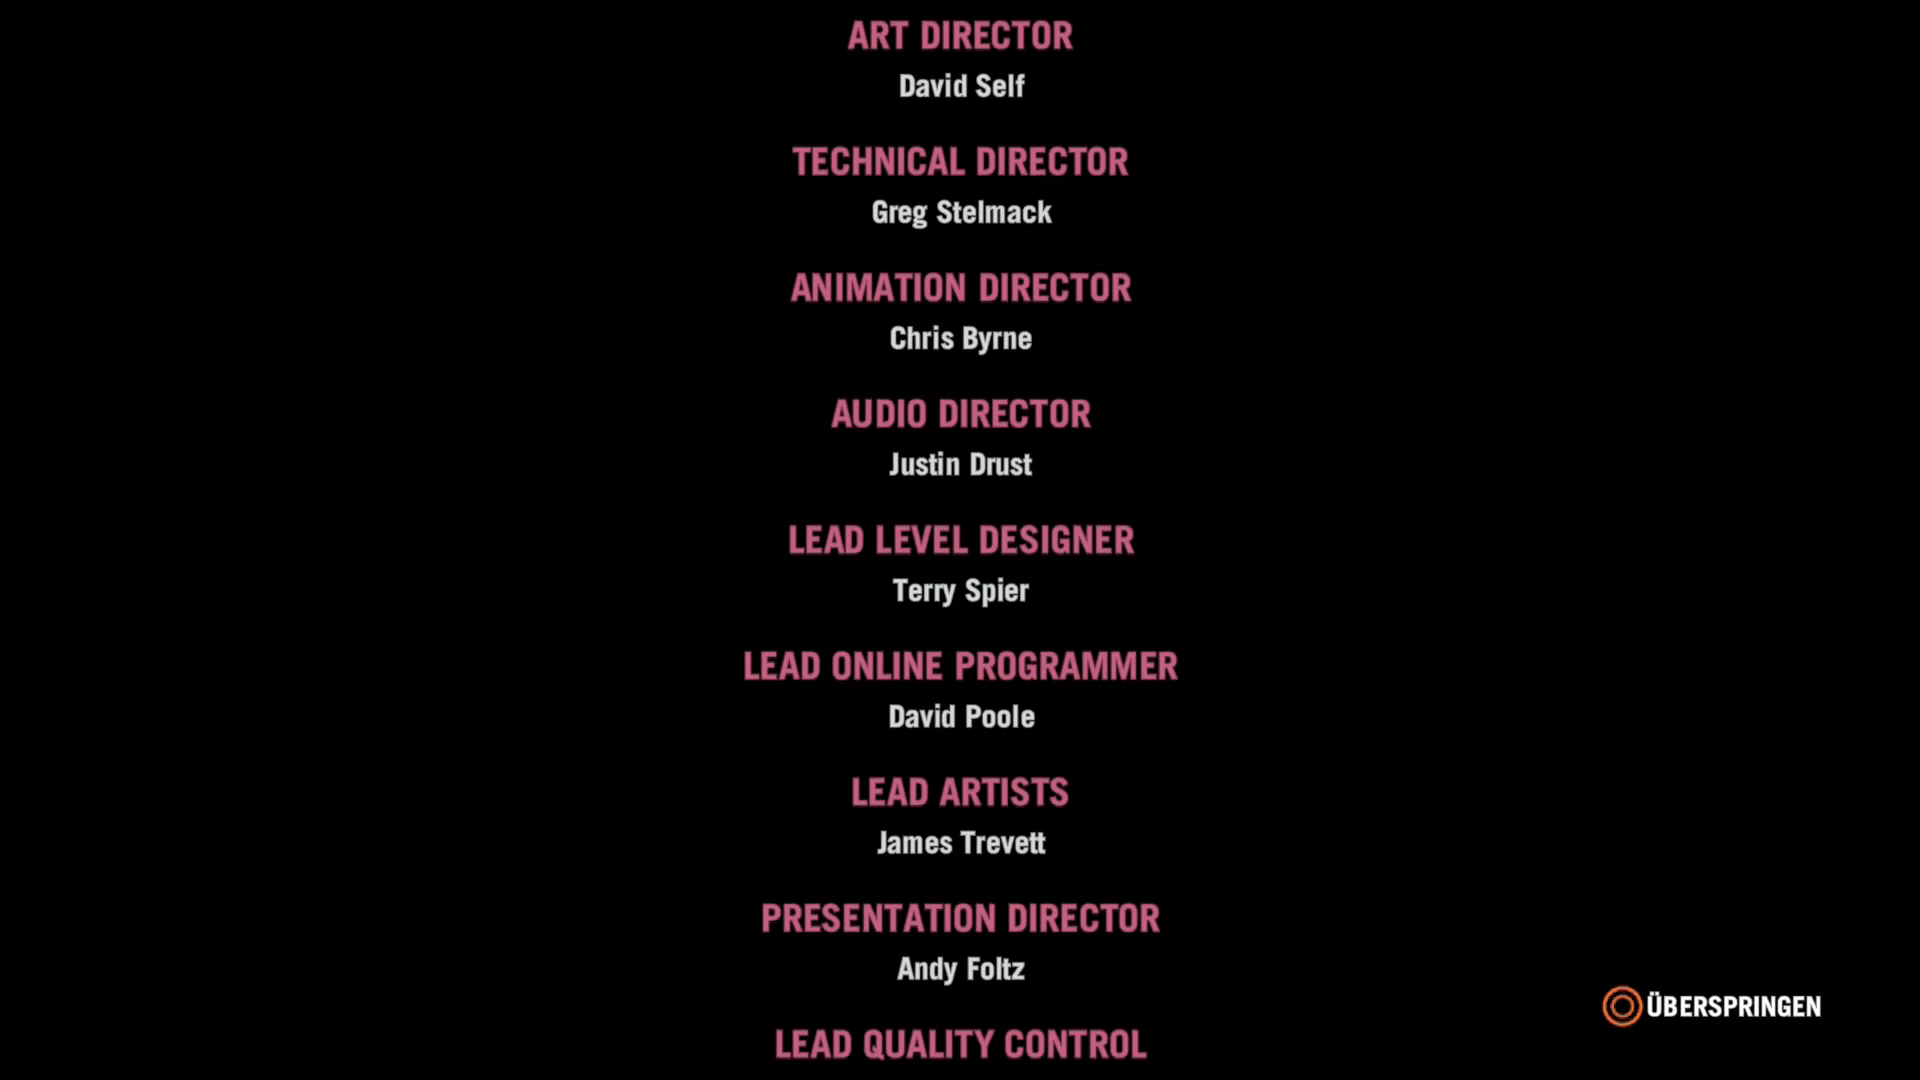 ART DIRECTOR
David Self
TECHNICAL DIRECTOR
Greg Stelmack
ANIMATION DIRECTOR
Chris Byrne
AUDIO DIRECTOR
Justin Drust
LEAD LEVEL DESIGNER
Terry Spier
LEAD ONLINE PROGRAMMER
David Poole
LEAD ARTISTS
James Trevett
PRESENTATION DIRECTOR
Andy Foltz
ÜBERSPRINGEN
LEAD QUALITY CONTROL